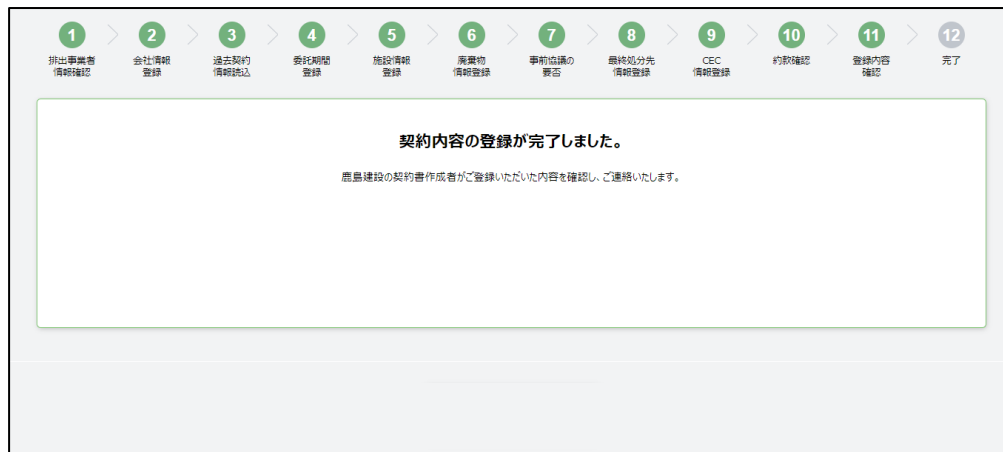 1 2 3 4 5 6 7 8 9 10 11 12
排出事業者 会社情報 過去契約 委託期間 施設情報 廃棄物 事前協議の 最終処分先 CEC 約款確認 登録内容 完了
情報確認 登録 情報読込 登録 登録 情報登録 要否 情報登録 情報登録 確認
契約内容の登録が完了しました。
鹿島建設の契約書作成者がご登録いただいた内容を確認し、ご連絡いたします。